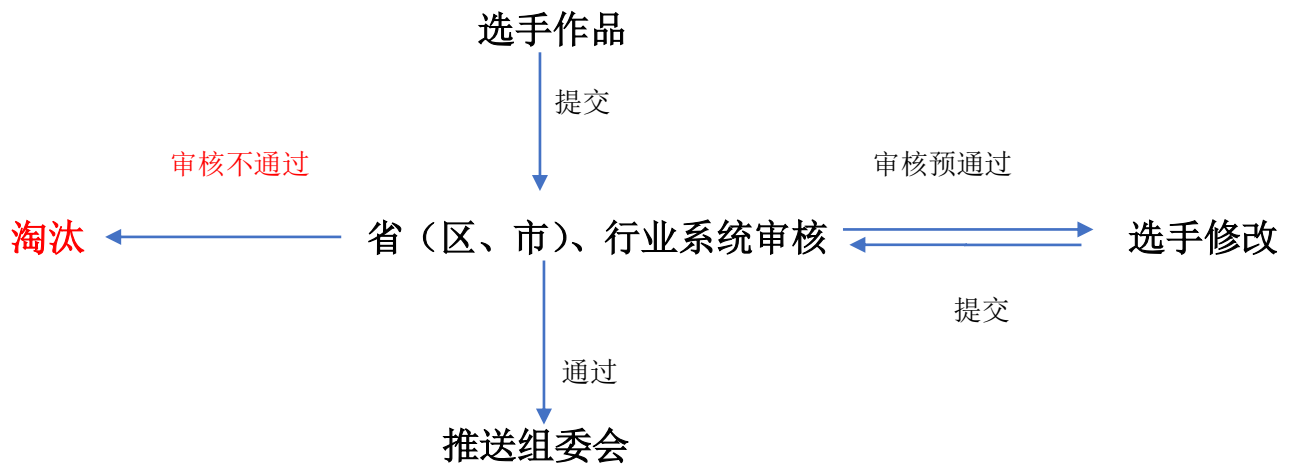 选手作品
提交
审核不通过
审核预通过
淘汰
省（区、市）、行业系统审核
选手修改
提交
通过
推送组委会